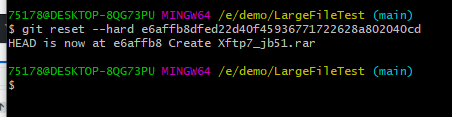 75178@DESKTOP-8QG73PU MINGW64 /e/demo/LargeFileTest (main)
$ git reset --hard e6affb8dfed22d40f45936771722628a802040cd
HEAD is now at e6affb8 Create Xftp7_jb51.rar
75178@DESKTOP-8QG73PU MINGW64 /e/demo/LargeFileTest (main)
$